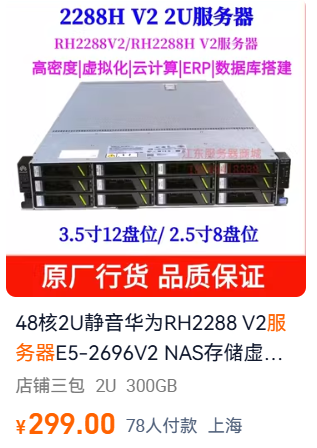 2288H V2 2U服务器
RH2288V2/RH2288H V2服务器
高密度|虚拟化|云计算|ERP|数据库搭建
3.5寸12盘位/ 2.5寸8盘位
原厂行货 品质保证
48核2U静音华为RH2288 V2服
务器E5-2696V2 NAS存储虚...
店铺三包 2U 300GB
¥299.00 78人付款 上海